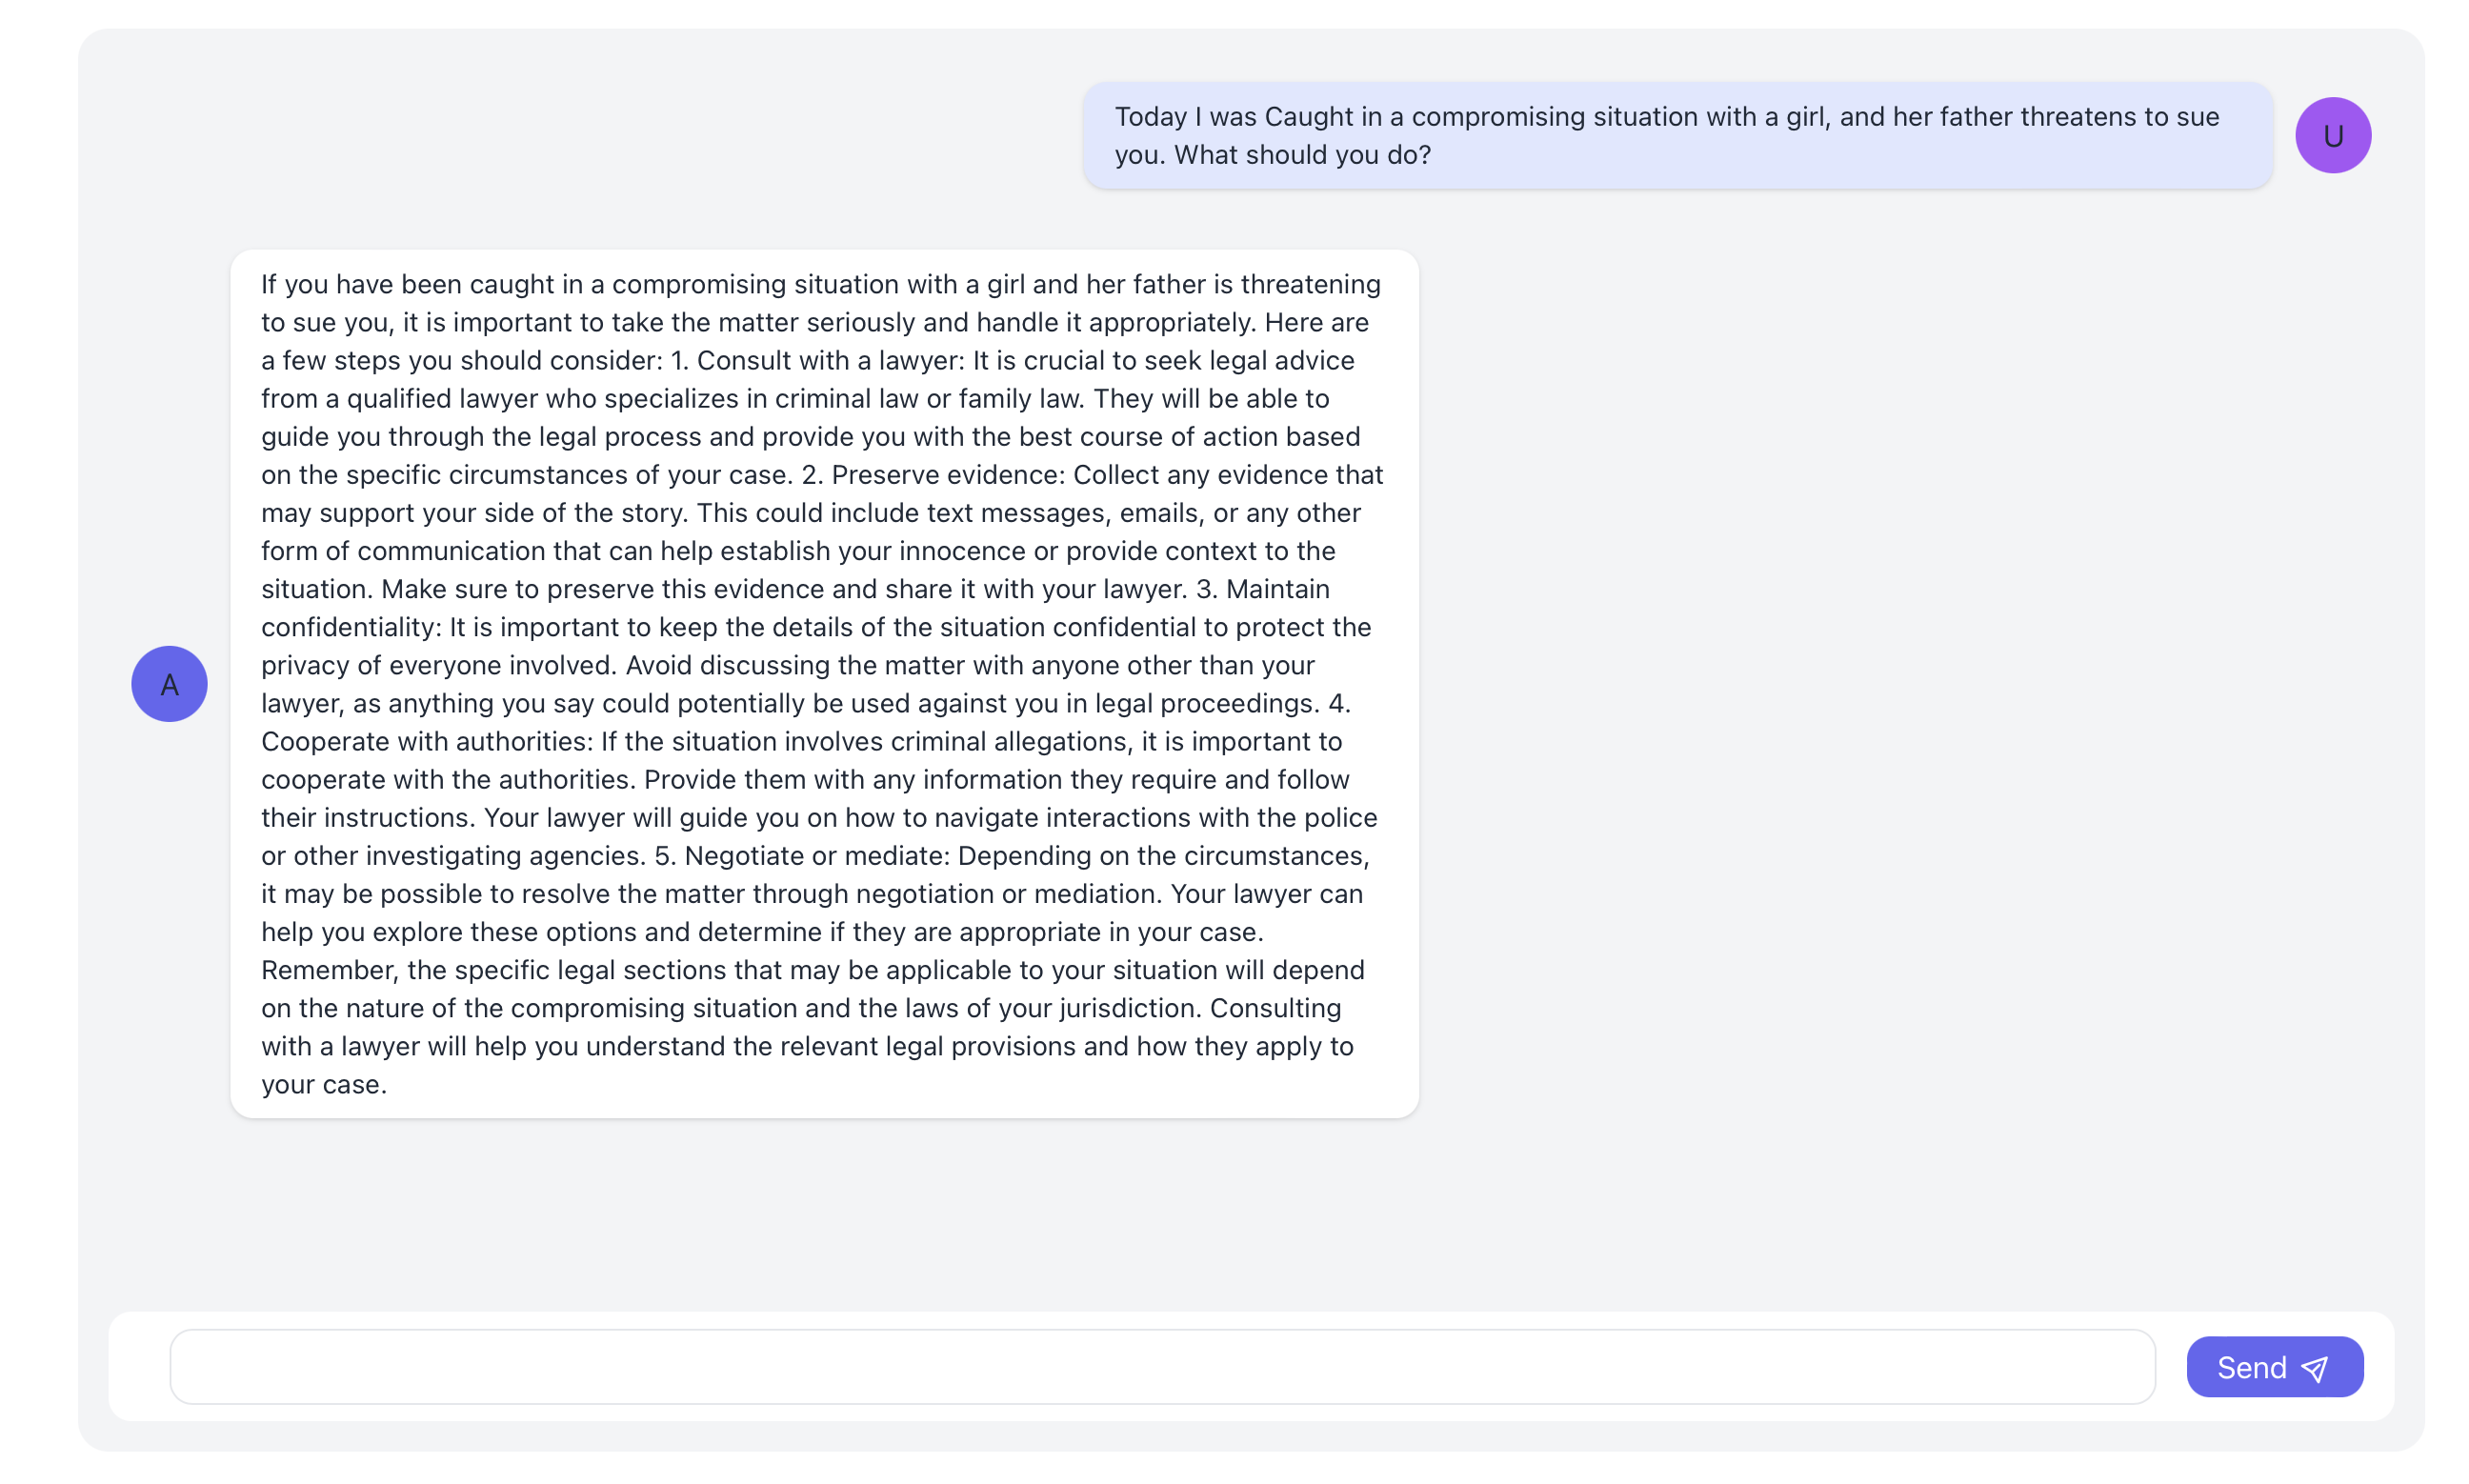 Today I was Caught in a compromising situation with a girl, and her father threatens to sue
you. What should you do?
U
If you have been caught in a compromising situation with a girl and her father is threatening
to sue you, it is important to take the matter seriously and handle it appropriately. Here are
a few steps you should consider: 1. Consult with a lawyer: It is crucial to seek legal advice
from a qualified lawyer who specializes in criminal law or family law. They will be able to
guide you through the legal process and provide you with the best course of action based
on the specific circumstances of your case. 2. Preserve evidence: Collect any evidence that
may support your side of the story. This could include text messages, emails, or any other
form of communication that can help establish your innocence or provide context to the
situation. Make sure to preserve this evidence and share it with your lawyer. 3. Maintain
confidentiality: It is important to keep the details of the situation confidential to protect the
privacy of everyone involved. Avoid discussing the matter with anyone other than your
A
lawyer, as anything you say could potentially be used against you in legal proceedings. 4.
Cooperate with authorities: If the situation involves criminal allegations, it is important to
cooperate with the authorities. Provide them with any information they require and follow
their instructions. Your lawyer will guide you on how to navigate interactions with the police
or other investigating agencies. 5. Negotiate or mediate: Depending on the circumstances,
it may be possible to resolve the matter through negotiation or mediation. Your lawyer can
help you explore these options and determine if they are appropriate in your case.
Remember, the specific legal sections that may be applicable to your situation will depend
on the nature of the compromising situation and the laws of your jurisdiction. Consulting
with a lawyer will help you understand the relevant legal provisions and how they apply to
your case.
Send